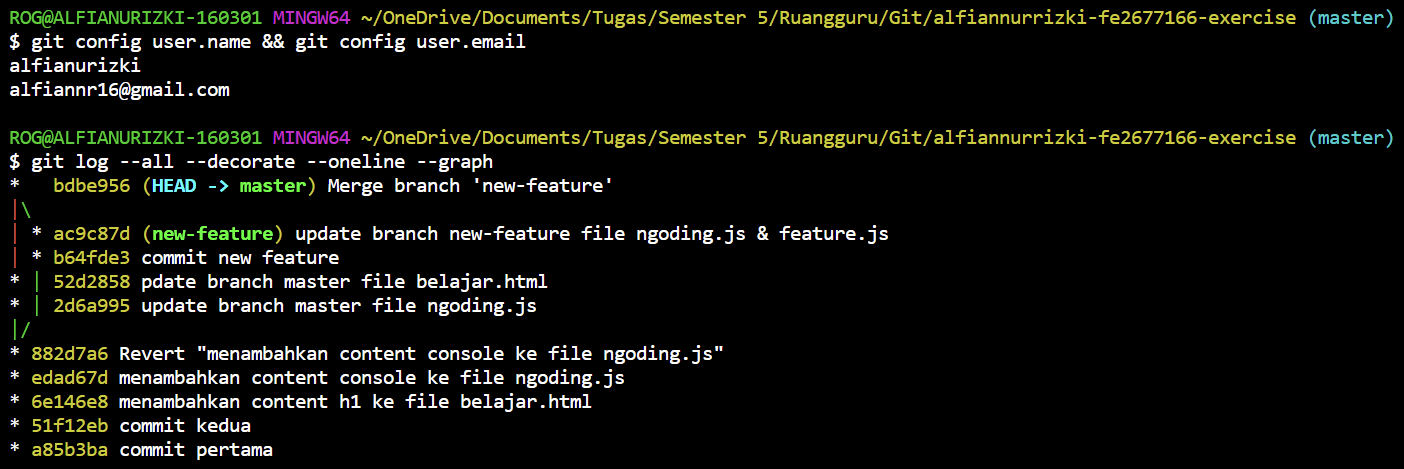 ROG@ALFIANURIZKI-160301 MINGW64 ~/OneDrive/Documents/Tugas/Semester 5/Ruangguru/Git/alfiannurrizki-fe2677166-exercise (master)
$ git config user.name && git config user.email
alfianurizki
alfiannr16@gmail.com
ROG@ALFIANURIZKI-160301 MINGW64 ~/OneDrive/Documents/Tugas/Semester 5/Ruangguru/Git/alfiannurrizki-fe2677166-exercise (master)
$ git log --all --decorate --oneline --graph
*   bdbe956 (HEAD -> master) Merge branch 'new-feature'
|\
| * ac9c87d (new-feature) update branch new-feature file ngoding.js & feature.js
| * b64fde3 commit new feature
* | 52d2858 pdate branch master file belajar.html
* | 2d6a995 update branch master file ngoding.js
|/
* 882d7a6 Revert "menambahkan content console ke file ngoding.js"
* edad67d menambahkan content console ke file ngoding.js
* 6e146e8 menambahkan content h1 ke file belajar.html
* 51f12eb commit kedua
* a85b3ba commit pertama